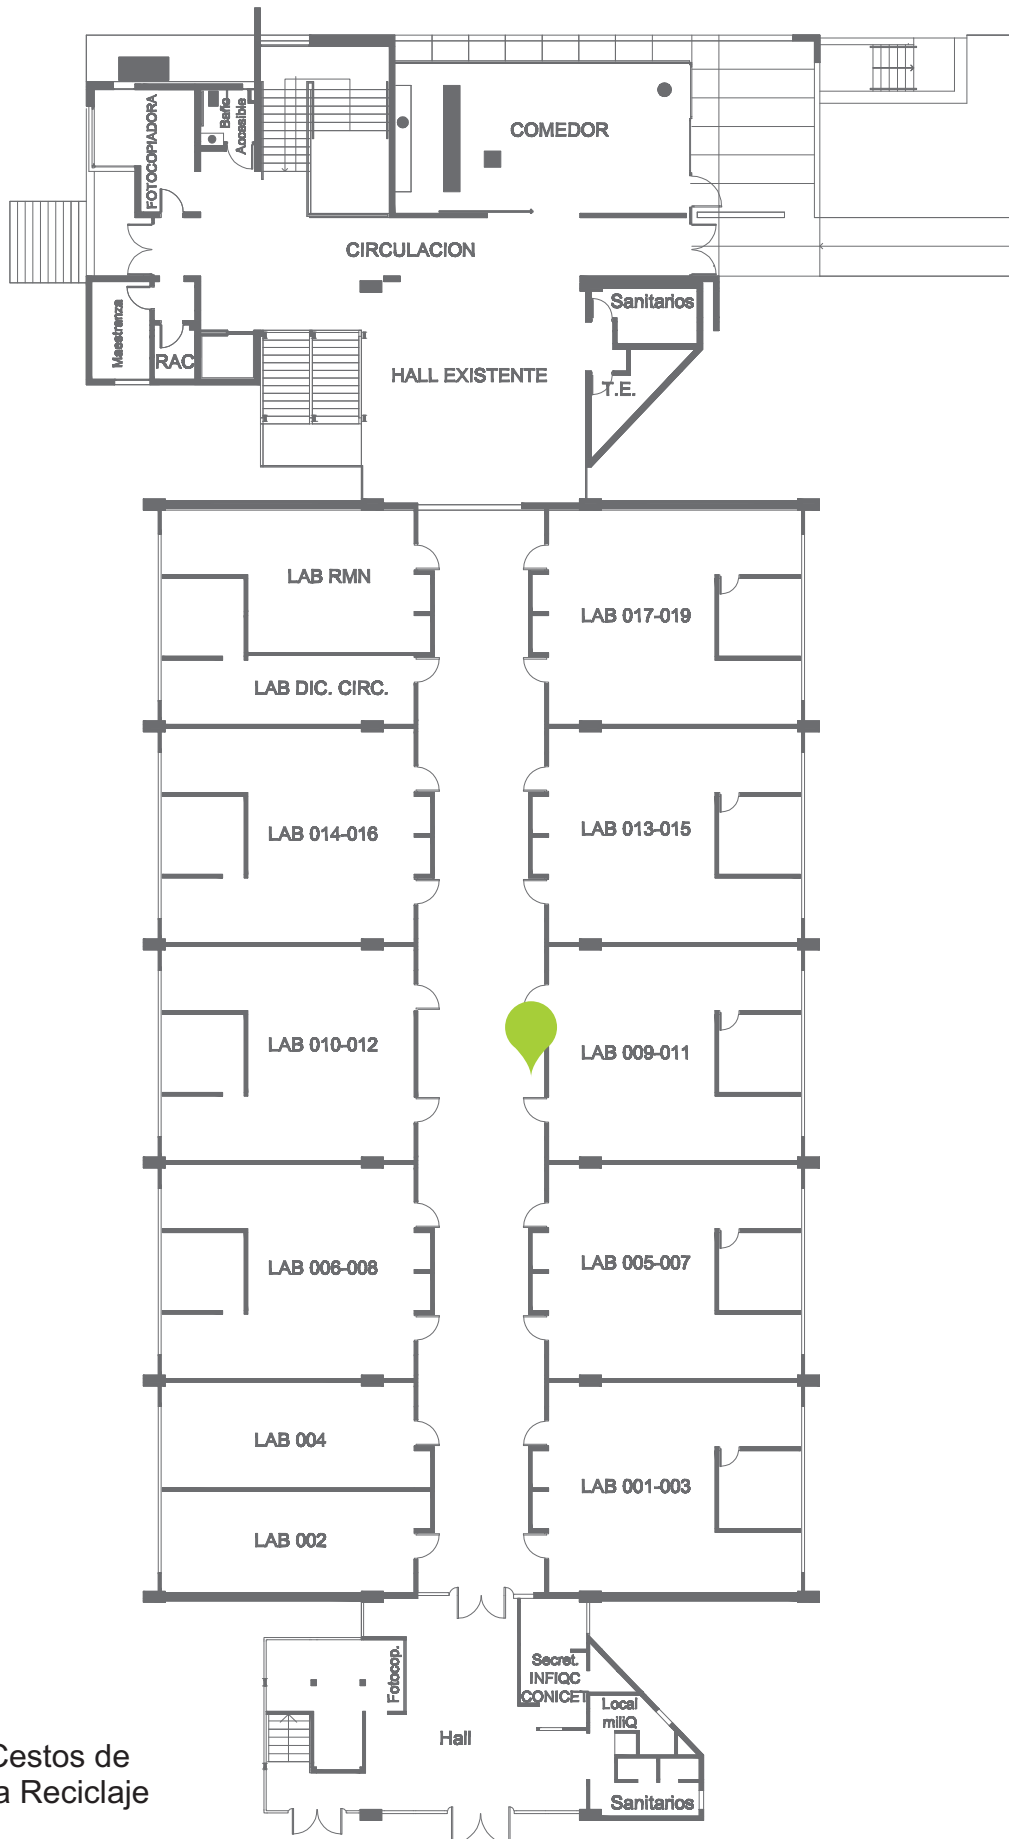 FOTOCOPIADORA
Baño
Accesible
COMEDOR
CIRCULACION
Maestranza
RAC
Sanitarios
HALL EXISTENTE
T.E.
LAB RMN
LAB 017-019
LAB DIC. CIRC.
LAB 014-016
LAB 013-015
LAB 010-012
LAB 009-011
LAB 006-008
LAB 005-007
LAB 004
LAB 001-003
LAB 002
Fotocop.
Secret.
INFIQC
CONICET
Local
miliQ
Hall
Cestos de
a Reciclaje
Sanitarios